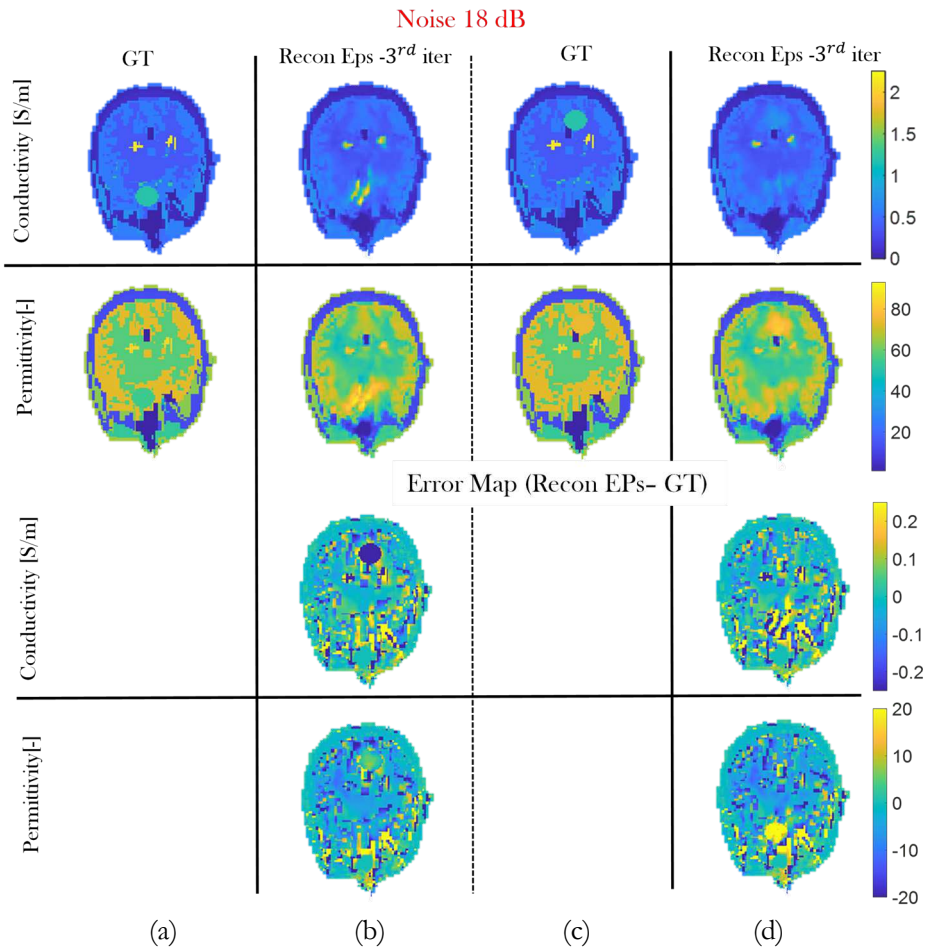 Noise 18 dB
GT
Recon Eps -3rd iter
GT
Recon Eps -3rd iter
Conductivity [S/m]
2
1.5
1
0.5
0
Permittivity[-]
80
60
40
20
Error Map (Recon EPs– GT)
Conductivity [S/m]
0.2
0.1
0
-0.1
-0.2
Permittivity[-]
20
10
0
-10
-20
(a)
(b)
(c)
(d)